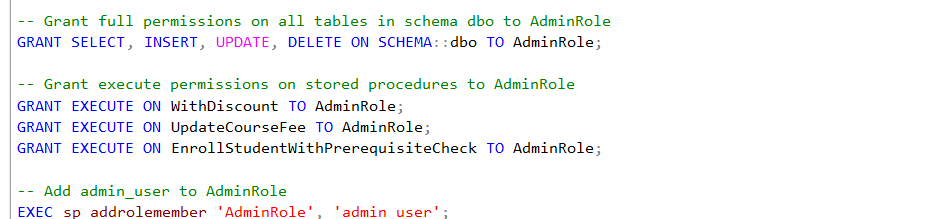 -- Grant full permissions on all tables in schema dbo to AdminRole
GRANT SELECT, INSERT, UPDATE, DELETE ON SCHEMA::dbo TO AdminRole;
-- Grant execute permissions on stored procedures to AdminRole
GRANT EXECUTE ON WithDiscount TO AdminRole;
GRANT EXECUTE ON UpdateCourseFee TO AdminRole;
GRANT EXECUTE ON EnrollStudentWithPrerequisiteCheck TO AdminRole;
-- Add admin_user to AdminRole
EXEC sp_addrolemember 'AdminRole', 'admin_user';